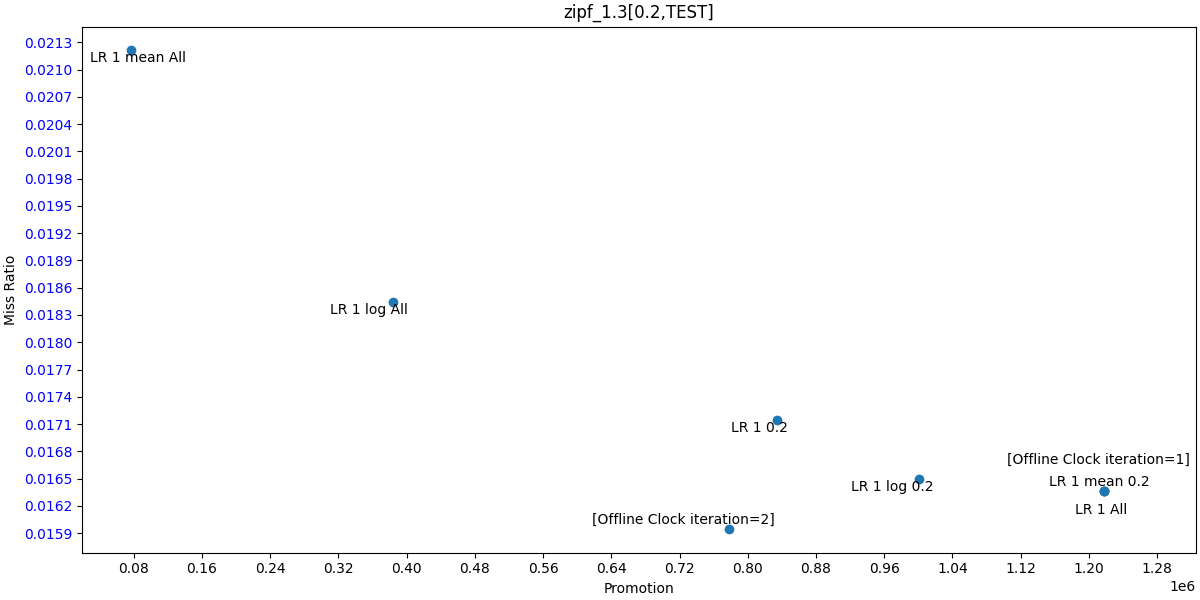 zipf_1.3[0.2,TEST]
0.0213
0.0210
0.0207
0.0204
0.0201
0.0198
0.0195
0.0192
0.0189
0.0186
0.0183
0.0180
0.0177
0.0174
0.0171
0.0168
0.0165
0.0162
0.0159
Miss Ratio
LR 1 mean All
LR 1 log All
LR 1 0.2
[Offline Clock iteration=1]
LR 1 mean 0.2
LR 1 log 0.2
LR 1 All
[Offline Clock iteration=2]
0.08 0.16 0.24 0.32 0.40 0.48 0.56 0.64 0.72 0.80 0.88 0.96 1.04 1.12 1.20 1.28
1e6
Promotion